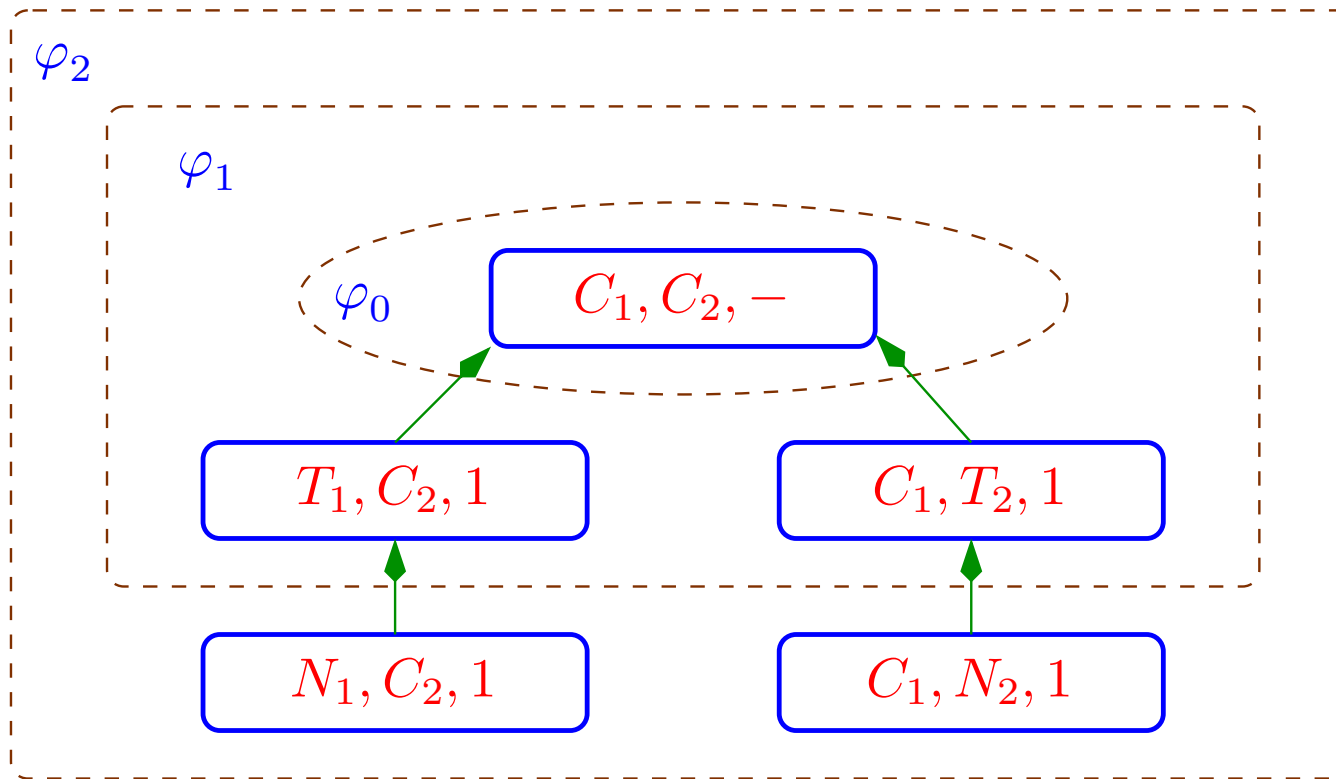 φ₂
φ₁
φ₀
C₁, C₂, −
T₁, C₂, 1
C₁, T₂, 1
N₁, C₂, 1
C₁, N₂, 1